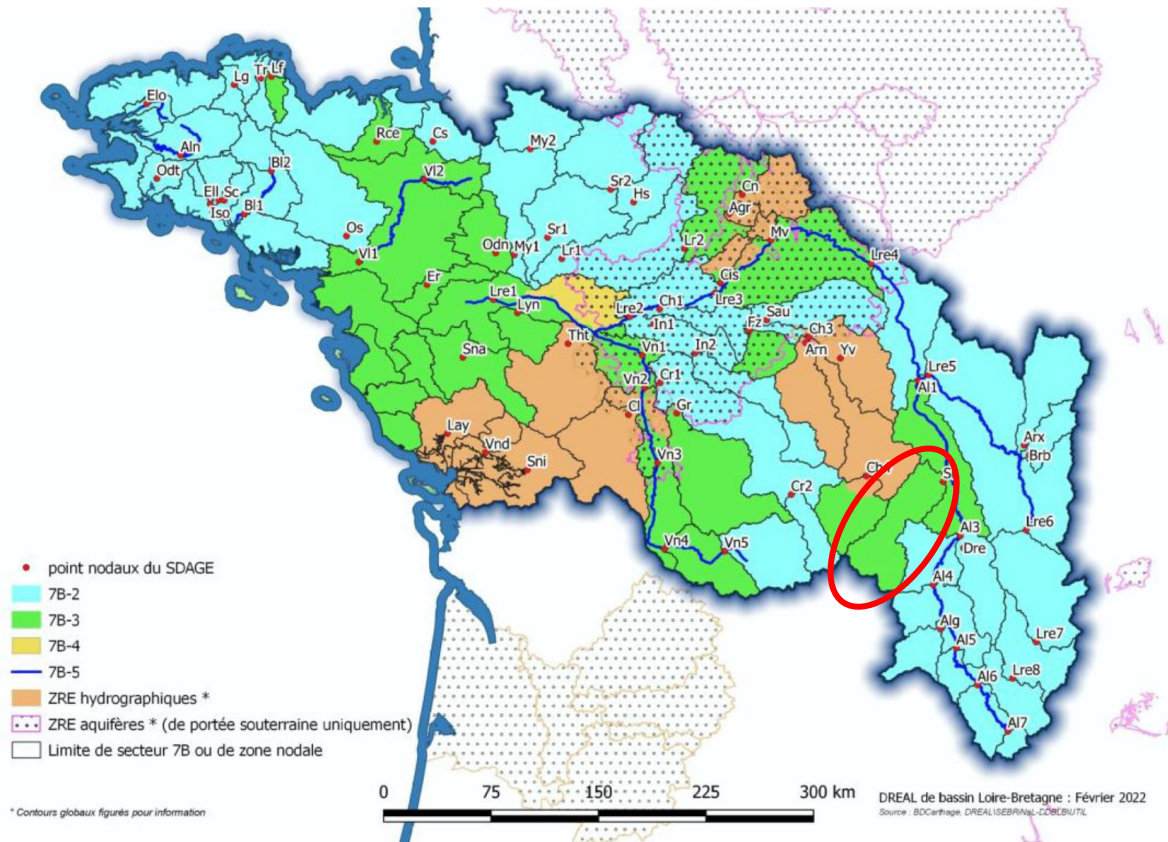 Elo
Lg
Tr
Lf
Aln
Odt
Bl2
Ell
Sc
Iso
Bl1
Rce
Cs
Vl2
Os
Vl1
My2
Sr2
Hs
Sr1
Lr1
Odn
My1
Er
Lre1
Lyn
Sna
Tht
Cn
Agr
Mv
Lr2
Cis
Lre3
Lre4
Ch1
Lre2
In1
Sau
Fz
Ch3
Arn
Yv
Vn1
In2
Vn2
Cr1
Cl
Gr
Vn3
Lay
Vnd
Sni
Lre5
Al1
Arx
Brb
Cr2
Lre6
Vn4
Vn5
Al3
Dre
Al4
Alg
Al5
Lre7
Al6
Lre8
Al7
point nodaux du SDAGE
7B-2
7B-3
7B-4
7B-5
ZRE hydrographiques *
ZRE aquifères * (de portée souterraine uniquement)
Limite de secteur 7B ou de zone nodale
0 75 150 225 300 km
* Contours globaux figurés pour information
DREAL de bassin Loire-Bretagne : Février 2022
Source : BDCarthage,